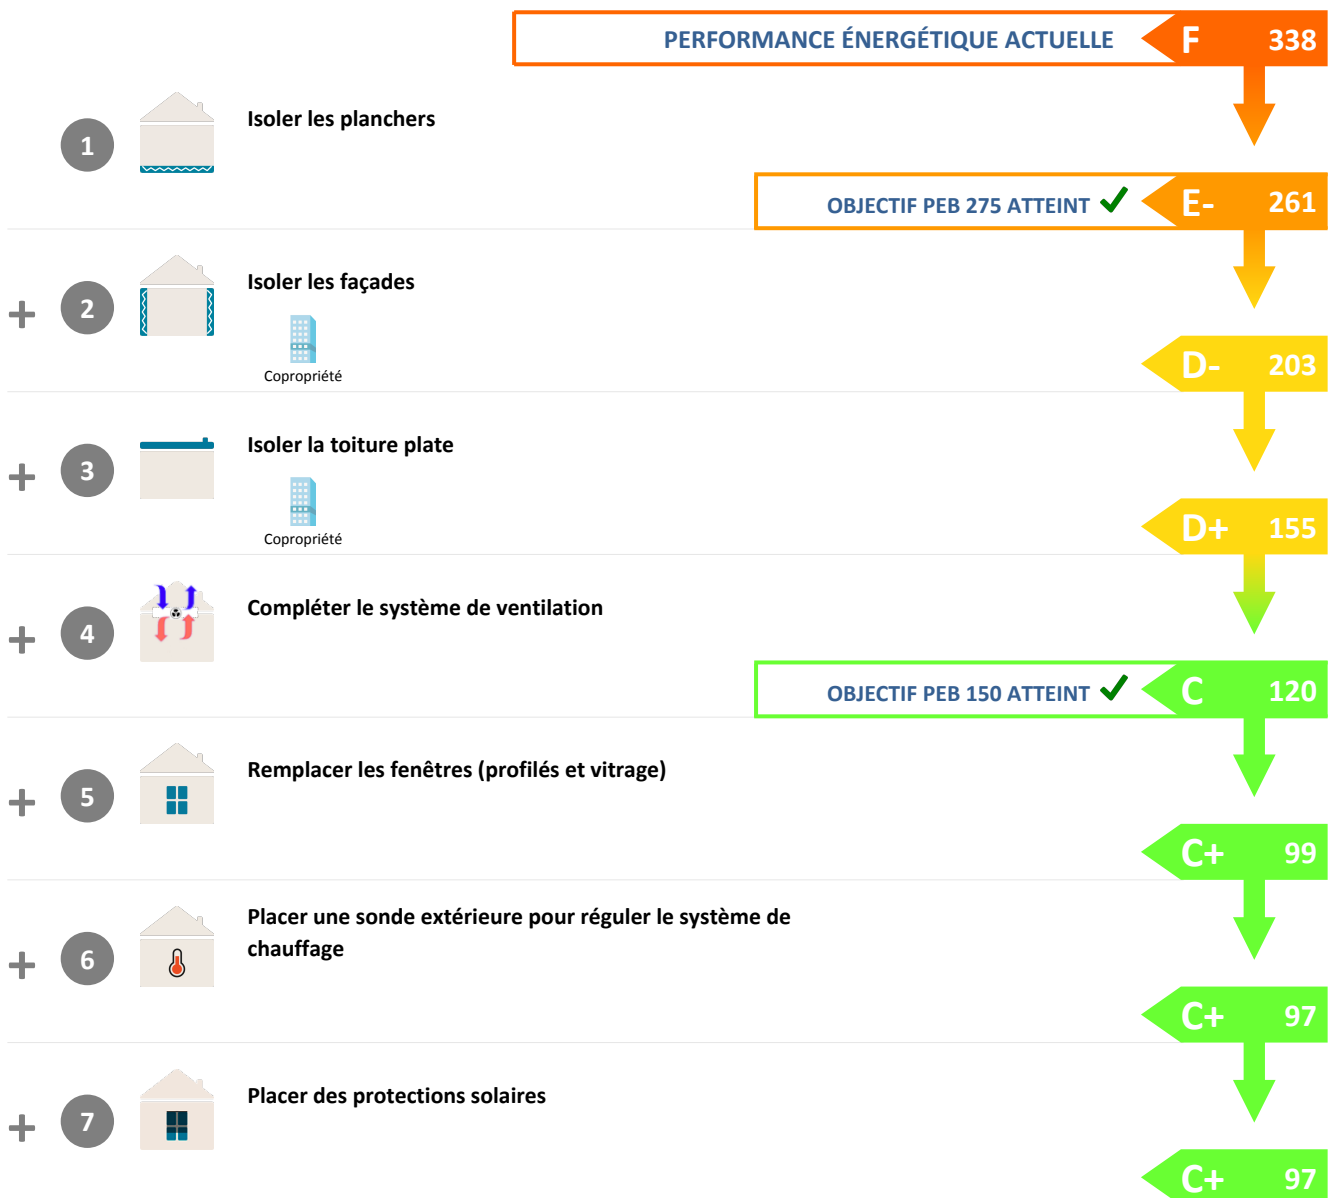 PERFORMANCE ÉNERGÉTIQUE ACTUELLE F 338
1 Isoler les planchers
OBJECTIF PEB 275 ATTEINT E- 261
+ 2 Isoler les façades
Copropriété
D- 203
+ 3 Isoler la toiture plate
Copropriété
D+ 155
+ 4 Compléter le système de ventilation
OBJECTIF PEB 150 ATTEINT C 120
+ 5 Remplacer les fenêtres (profilés et vitrage)
C+ 99
+ 6 Placer une sonde extérieure pour réguler le système de
chauffage
C+ 97
+ 7 Placer des protections solaires
C+ 97